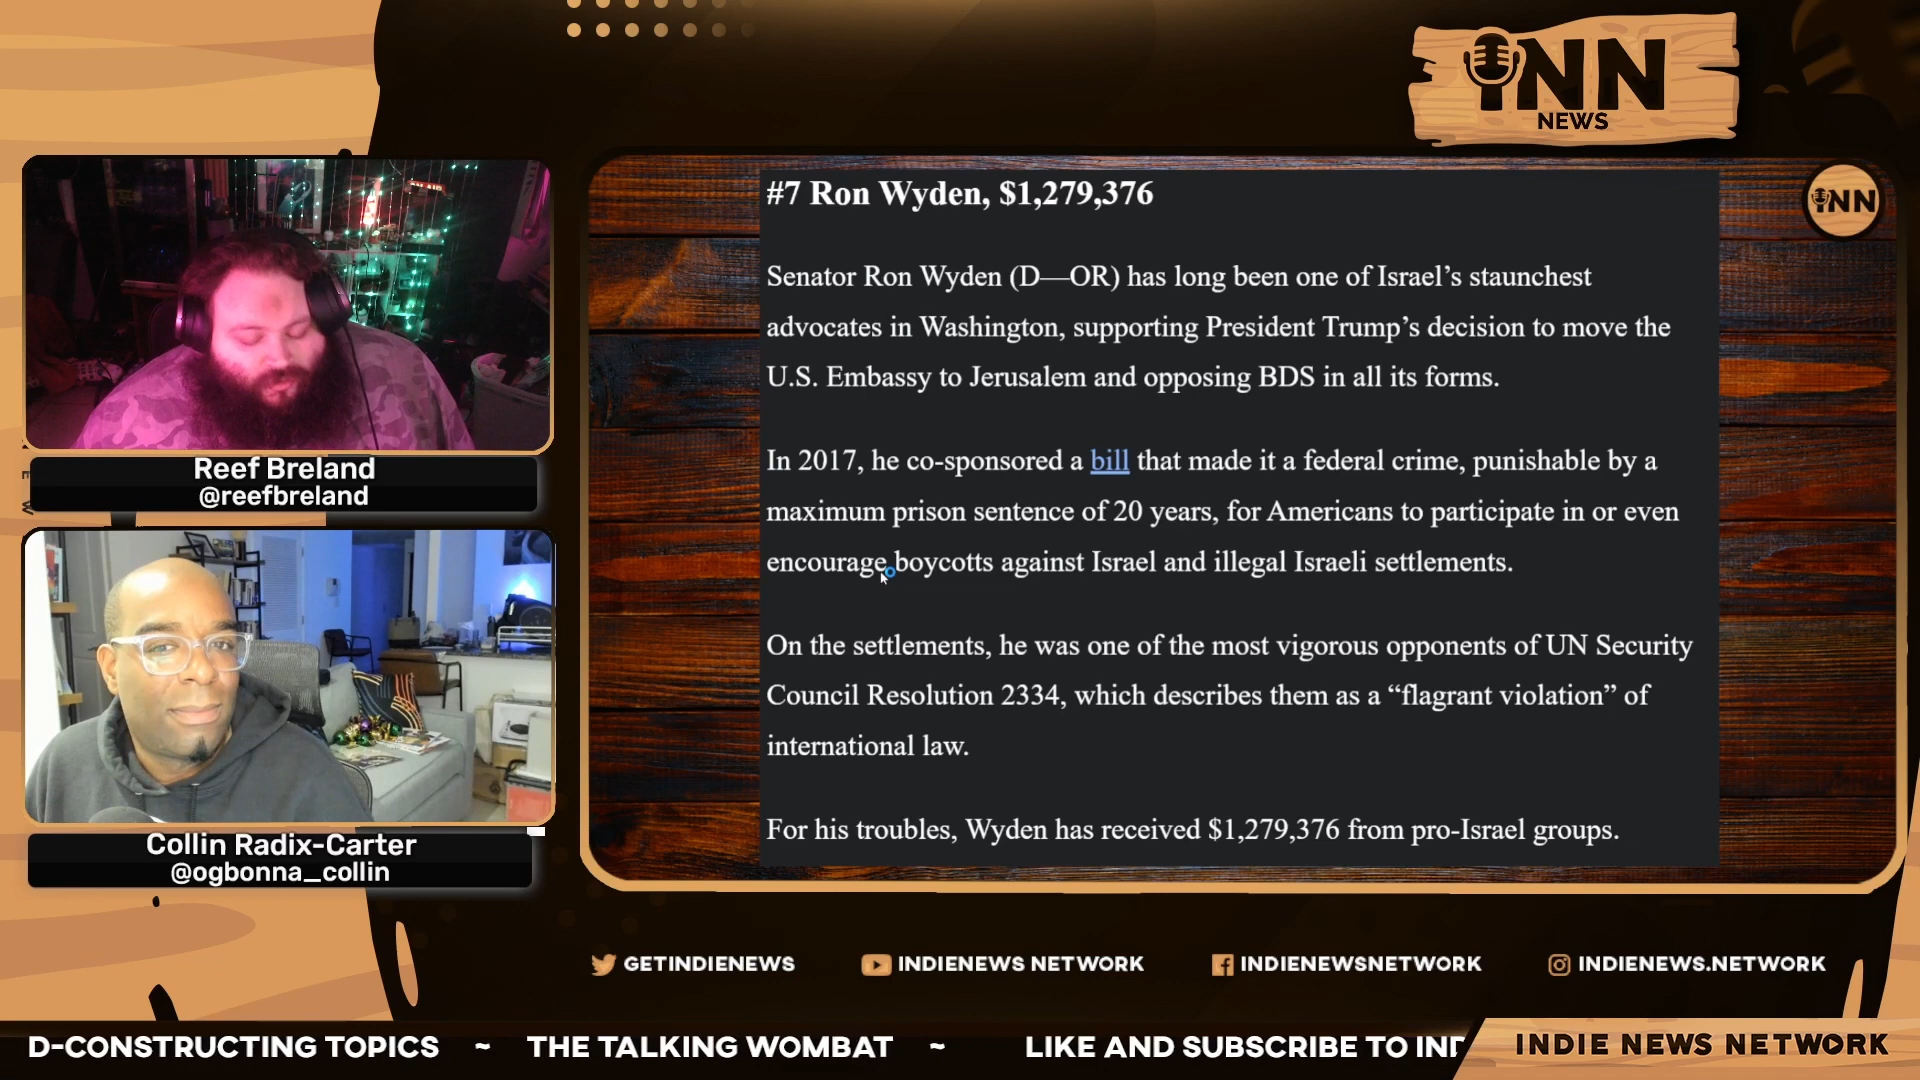 iNN
NEWS
iNN
#7 Ron Wyden, $1,279,376
Senator Ron Wyden (D—OR) has long been one of Israel’s staunchest
advocates in Washington, supporting President Trump’s decision to move the
U.S. Embassy to Jerusalem and opposing BDS in all its forms.
In 2017, he co-sponsored a bill that made it a federal crime, punishable by a
maximum prison sentence of 20 years, for Americans to participate in or even
encourage boycotts against Israel and illegal Israeli settlements.
On the settlements, he was one of the most vigorous opponents of UN Security
Council Resolution 2334, which describes them as a “flagrant violation” of
international law.
For his troubles, Wyden has received $1,279,376 from pro-Israel groups.
Reef Breland
@reefbreland
Collin Radix-Carter
@ogbonna_collin
GETINDIENEWS
INDIENEWS NETWORK
INDIENEWSNETWORK
INDIENEWS.NETWORK
D-CONSTRUCTING TOPICS ~ THE TALKING WOMBAT ~ LIKE AND SUBSCRIBE TO IND
INDIE NEWS NETWORK